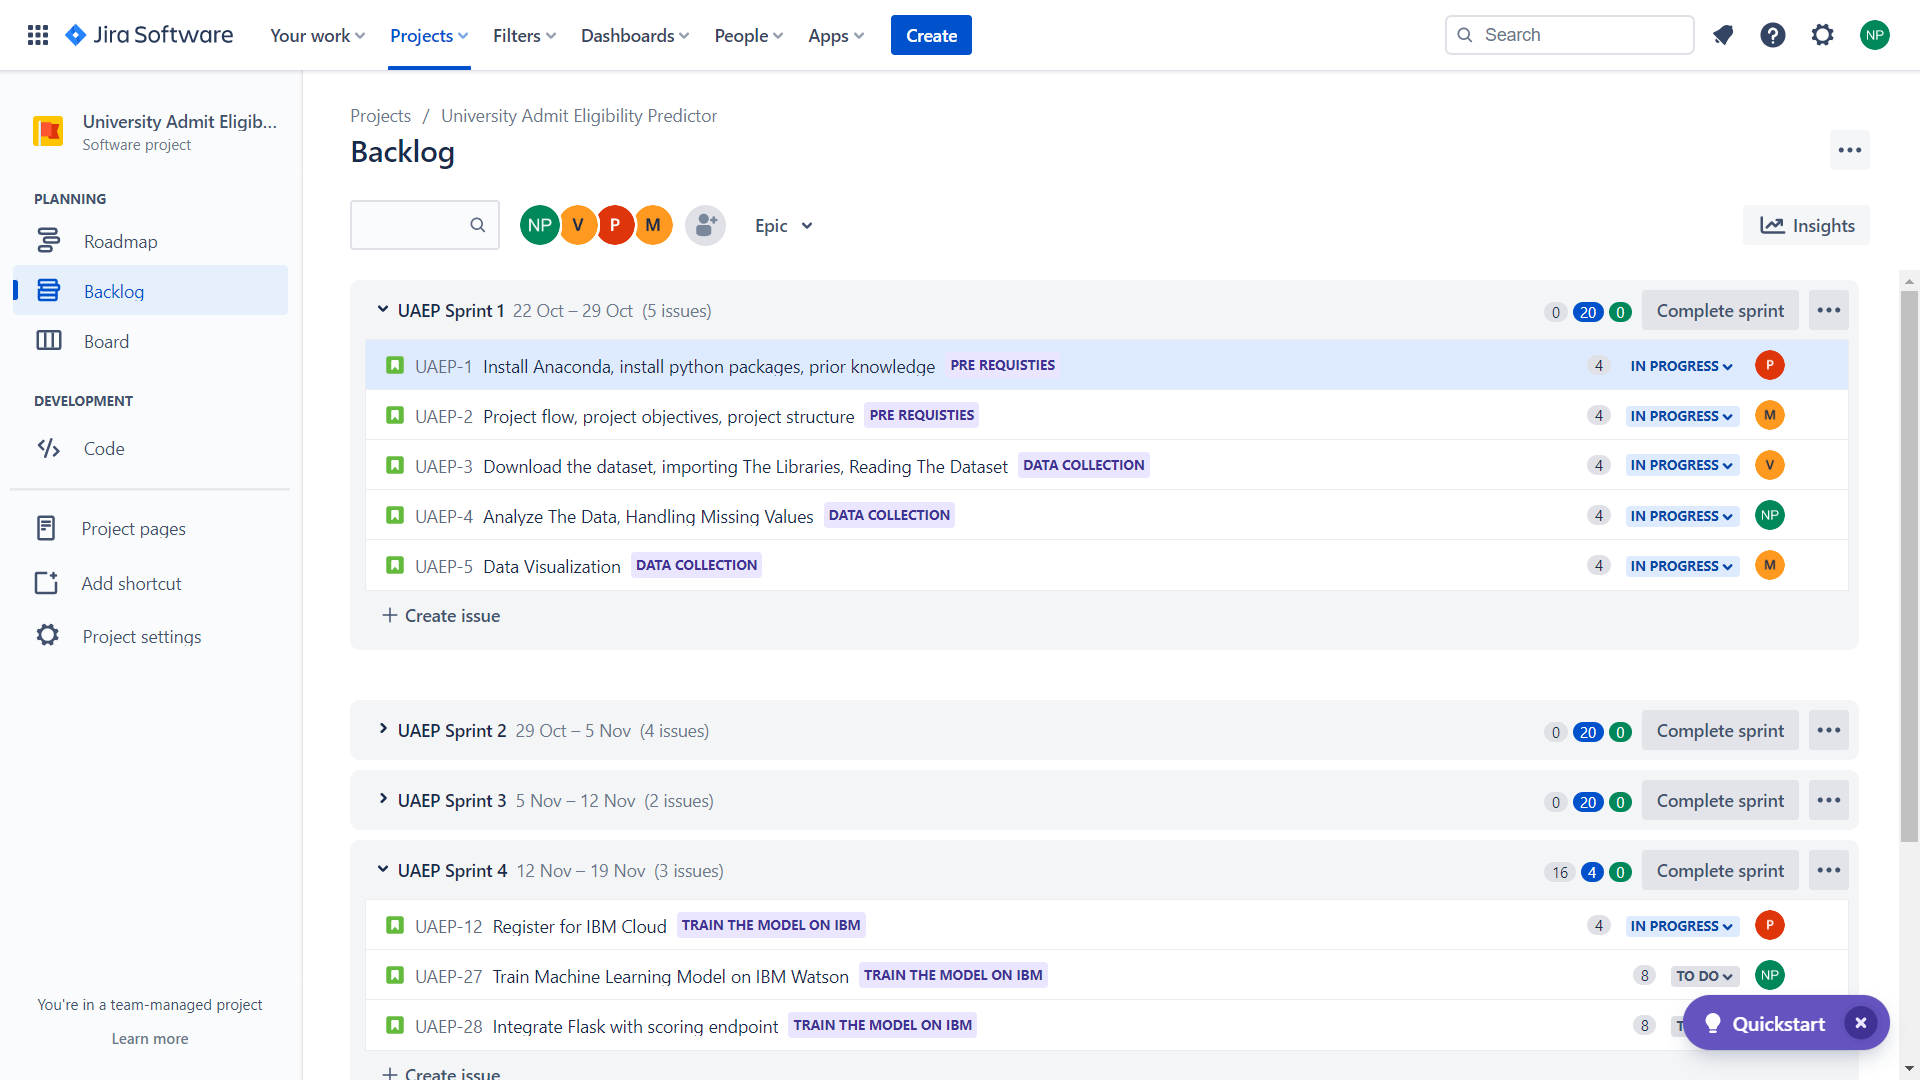 Jira Software Your work Projects Filters Dashboards People Apps Create Search NP
University Admit Eligib...
Software project
PLANNING
Roadmap
Backlog
Board
DEVELOPMENT
Code
Project pages
Add shortcut
Project settings
You're in a team-managed project
Learn more
Projects / University Admit Eligibility Predictor
Backlog
NP V P M Epic Insights
UAEP Sprint 1 22 Oct – 29 Oct (5 issues) 0 20 0 Complete sprint
UAEP-1 Install Anaconda, install python packages, prior knowledge PRE REQUISTIES 4 IN PROGRESS P
UAEP-2 Project flow, project objectives, project structure PRE REQUISTIES 4 IN PROGRESS M
UAEP-3 Download the dataset, importing The Libraries, Reading The Dataset DATA COLLECTION 4 IN PROGRESS V
UAEP-4 Analyze The Data, Handling Missing Values DATA COLLECTION 4 IN PROGRESS NP
UAEP-5 Data Visualization DATA COLLECTION 4 IN PROGRESS M
Create issue
UAEP Sprint 2 29 Oct – 5 Nov (4 issues) 0 20 0 Complete sprint
UAEP Sprint 3 5 Nov – 12 Nov (2 issues) 0 20 0 Complete sprint
UAEP Sprint 4 12 Nov – 19 Nov (3 issues) 16 4 0 Complete sprint
UAEP-12 Register for IBM Cloud TRAIN THE MODEL ON IBM 4 IN PROGRESS P
UAEP-27 Train Machine Learning Model on IBM Watson TRAIN THE MODEL ON IBM 8 TO DO NP
UAEP-28 Integrate Flask with scoring endpoint TRAIN THE MODEL ON IBM 8 T
Quickstart
Create issue